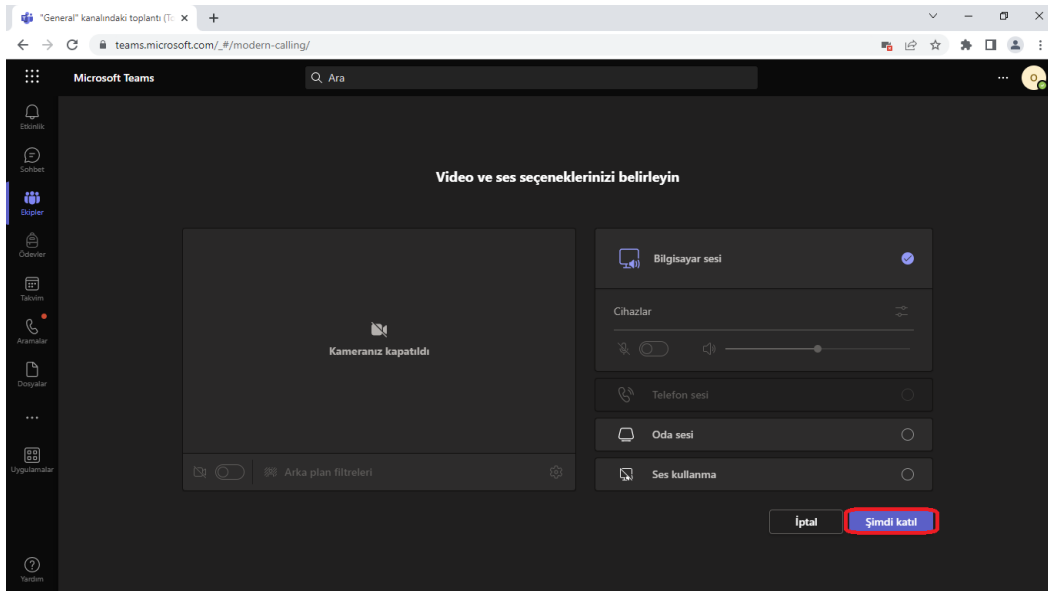 "General" kanalındaki toplantı (To
teams.microsoft.com/_#/modern-calling/
Microsoft Teams
Ara
O
Etkinlik
Sohbet
Ekipler
Ödevler
Takvim
Aramalar
Dosyalar
Uygulamalar
Yardım
Video ve ses seçeneklerinizi belirleyin
Kameranız kapatıldı
Arka plan filtreleri
Bilgisayar sesi
Cihazlar
Telefon sesi
Oda sesi
Ses kullanma
İptal
Şimdi katıl